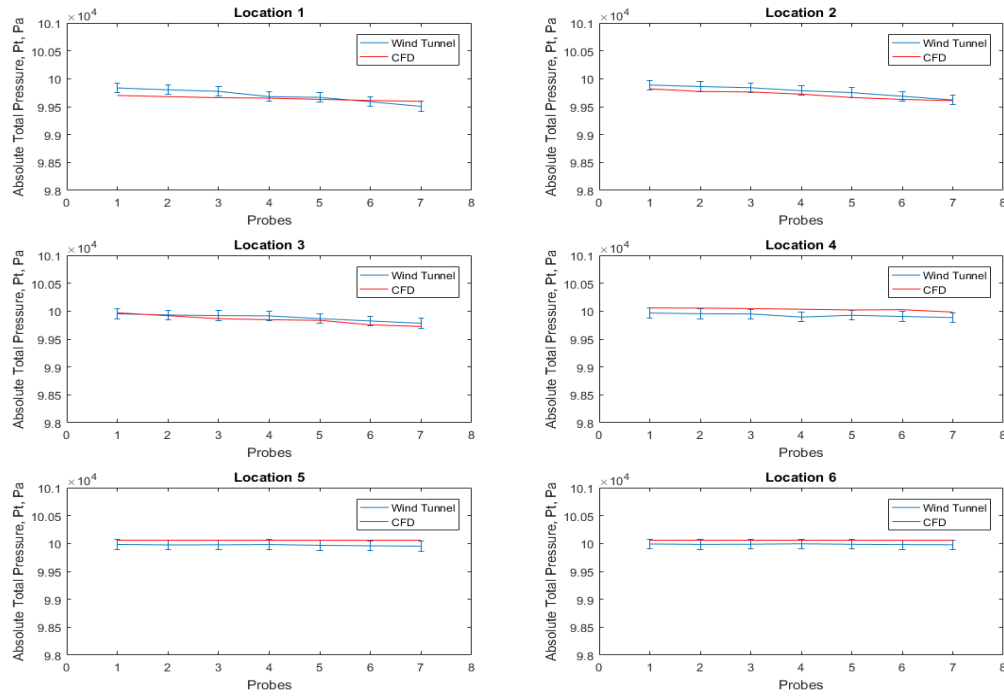 Location 1
×10⁴
Absolute Total Pressure, Pt, Pa
10.1
10.05
10
9.95
9.9
9.85
9.8
Wind Tunnel
CFD
0 1 2 3 4 5 6 7 8
Probes
Location 2
×10⁴
Absolute Total Pressure, Pt, Pa
10.1
10.05
10
9.95
9.9
9.85
9.8
Wind Tunnel
CFD
0 1 2 3 4 5 6 7 8
Probes
Location 3
×10⁴
Absolute Total Pressure, Pt, Pa
10.1
10.05
10
9.95
9.9
9.85
9.8
Wind Tunnel
CFD
0 1 2 3 4 5 6 7 8
Probes
Location 4
×10⁴
Absolute Total Pressure, Pt, Pa
10.1
10.05
10
9.95
9.9
9.85
9.8
Wind Tunnel
CFD
0 1 2 3 4 5 6 7 8
Probes
Location 5
×10⁴
Absolute Total Pressure, Pt, Pa
10.1
10.05
10
9.95
9.9
9.85
9.8
Wind Tunnel
CFD
0 1 2 3 4 5 6 7 8
Probes
Location 6
×10⁴
Absolute Total Pressure, Pt, Pa
10.1
10.05
10
9.95
9.9
9.85
9.8
Wind Tunnel
CFD
0 1 2 3 4 5 6 7 8
Probes